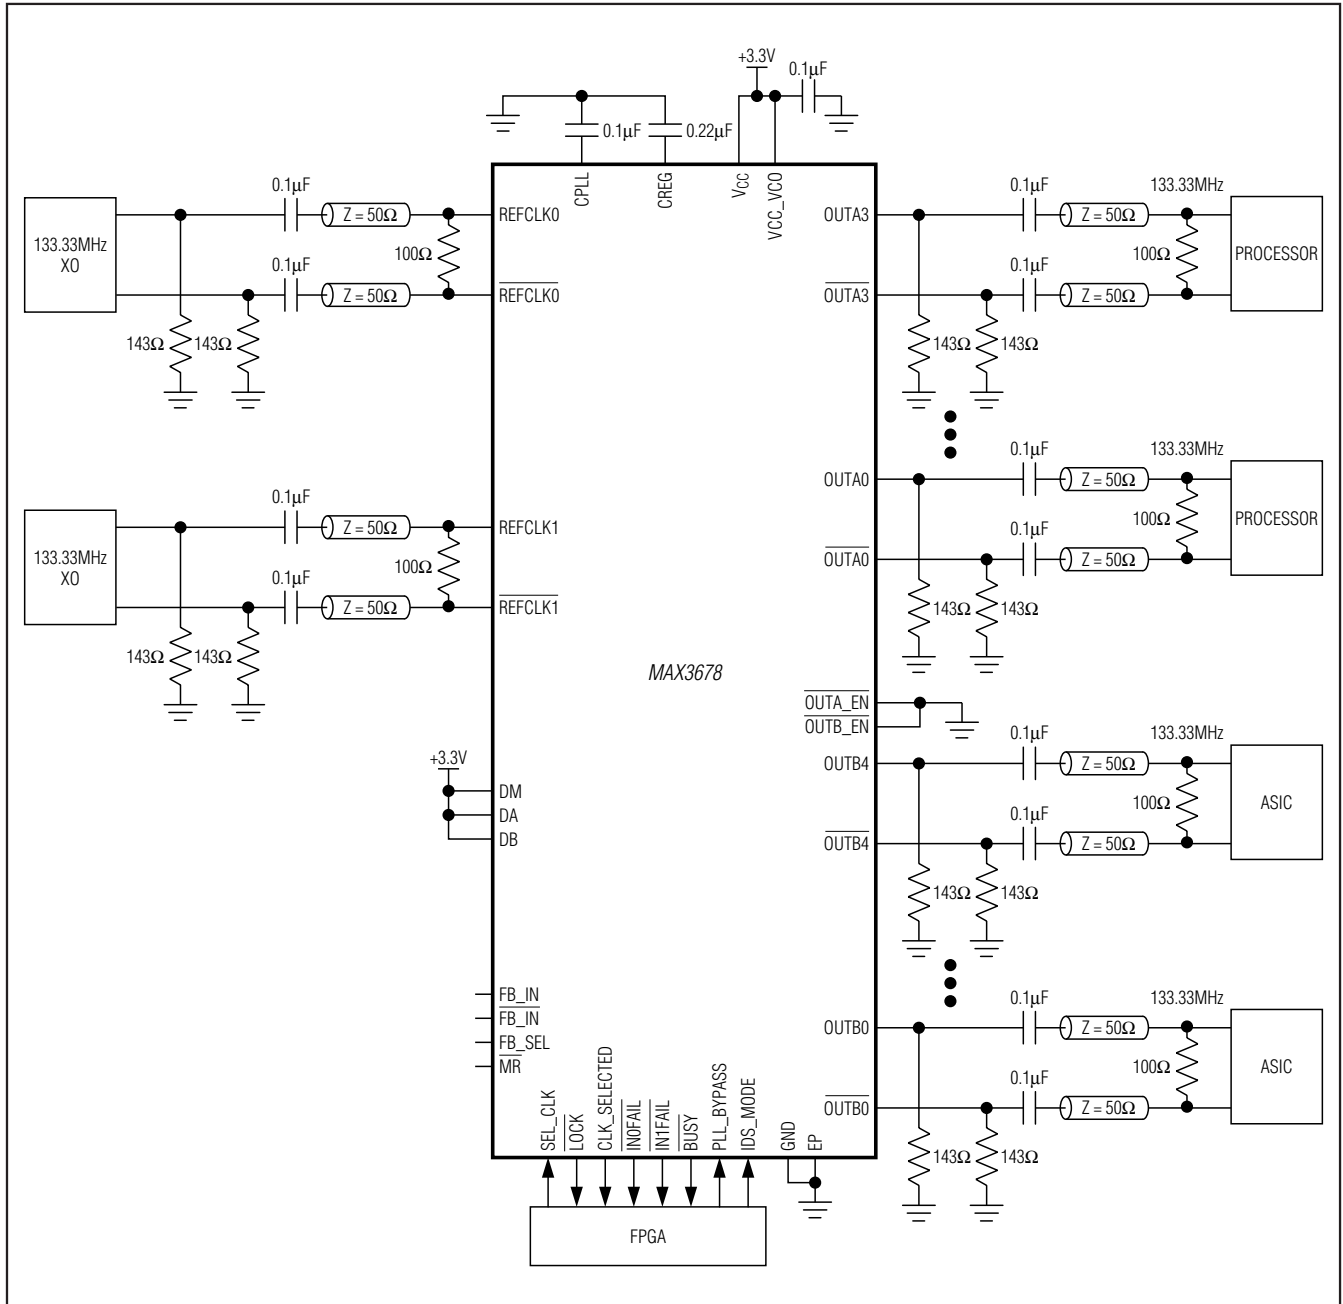 +3.3V
0.1µF
0.1µF
0.22µF
CPLL
CREG
VCC
VCC_VCO
133.33MHz
XO
0.1µF
Z = 50Ω
REFCLK0
100Ω
0.1µF
Z = 50Ω
REFCLK0
143Ω
143Ω
133.33MHz
XO
0.1µF
Z = 50Ω
REFCLK1
100Ω
0.1µF
Z = 50Ω
REFCLK1
143Ω
143Ω
MAX3678
+3.3V
DM
DA
DB
FB_IN
FB_IN
FB_SEL
MR
OUTA3
0.1µF
Z = 50Ω
133.33MHz
100Ω
PROCESSOR
OUTA3
0.1µF
Z = 50Ω
143Ω
143Ω
OUTA0
0.1µF
Z = 50Ω
133.33MHz
100Ω
PROCESSOR
OUTA0
0.1µF
Z = 50Ω
143Ω
143Ω
OUTA_EN
OUTB_EN
OUTB4
0.1µF
Z = 50Ω
133.33MHz
100Ω
ASIC
OUTB4
0.1µF
Z = 50Ω
143Ω
143Ω
OUTB0
0.1µF
Z = 50Ω
133.33MHz
100Ω
ASIC
OUTB0
0.1µF
Z = 50Ω
143Ω
143Ω
SEL_CLK
LOCK
CLK_SELECTED
IN0FAIL
IN1FAIL
BUSY
PLL_BYPASS
IDS_MODE
GND
EP
FPGA